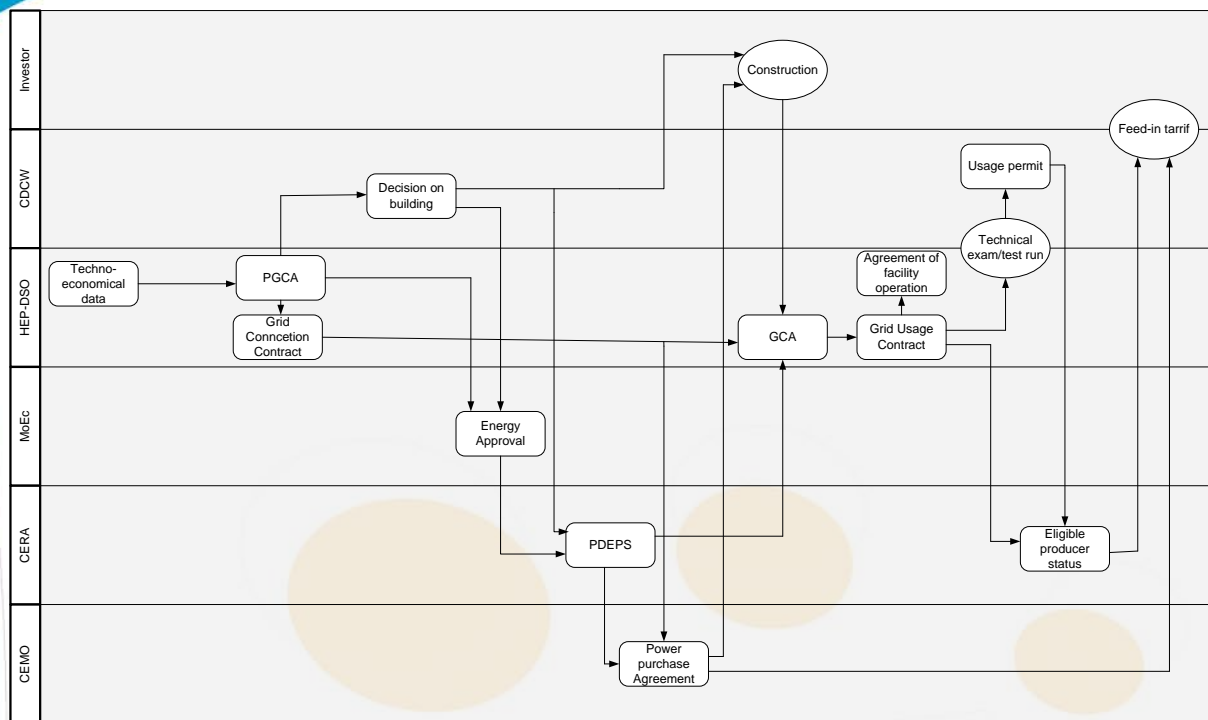 Investor
Construction
Feed-in tarrif
CDCW
Decision on
building
Usage permit
HEP-DSO
Techno-
economical
data
PGCA
Grid
Conncetion
Contract
GCA
Agreement of
facility
operation
Grid Usage
Contract
Technical
exam/test run
MoEc
Energy
Approval
CERA
PDEPS
Eligible
producer
status
CEMO
Power
purchase
Agreement